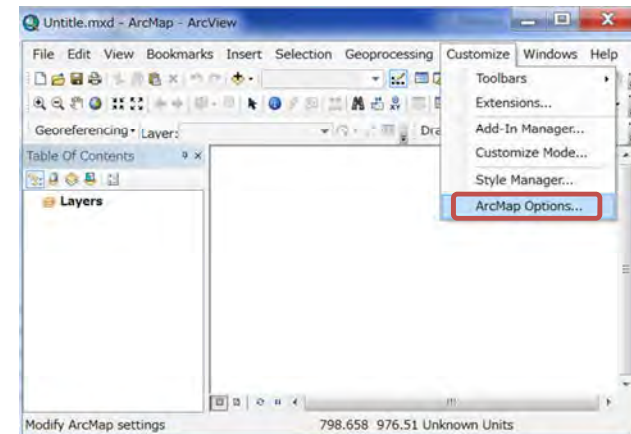 Untitle.mxd - ArcMap - ArcView
File Edit View Bookmarks Insert Selection Geoprocessing Customize Windows Help
Toolbars
Extensions...
Georeferencing Layer: Dra
Add-In Manager...
Table Of Contents
Customize Mode...
Style Manager...
Layers
ArcMap Options...
Modify ArcMap settings 798.658 976.51 Unknown Units